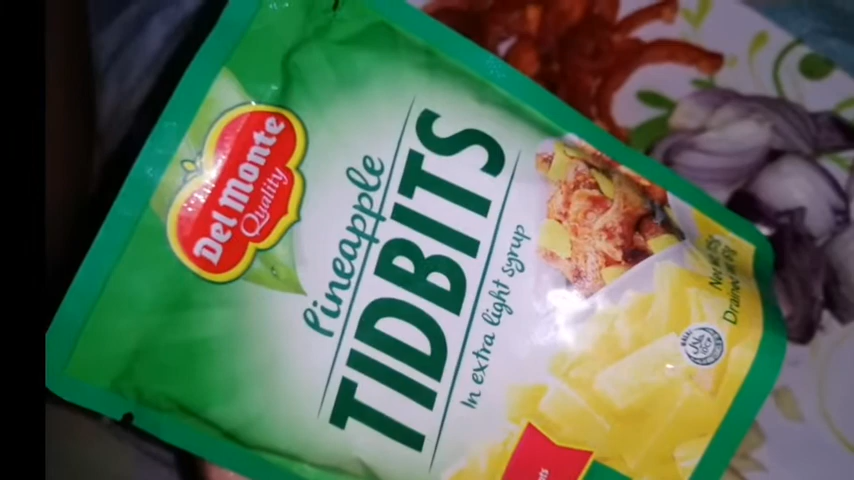 Del Monte
Quality
Pineapple
TIDBITS
In extra light syrup